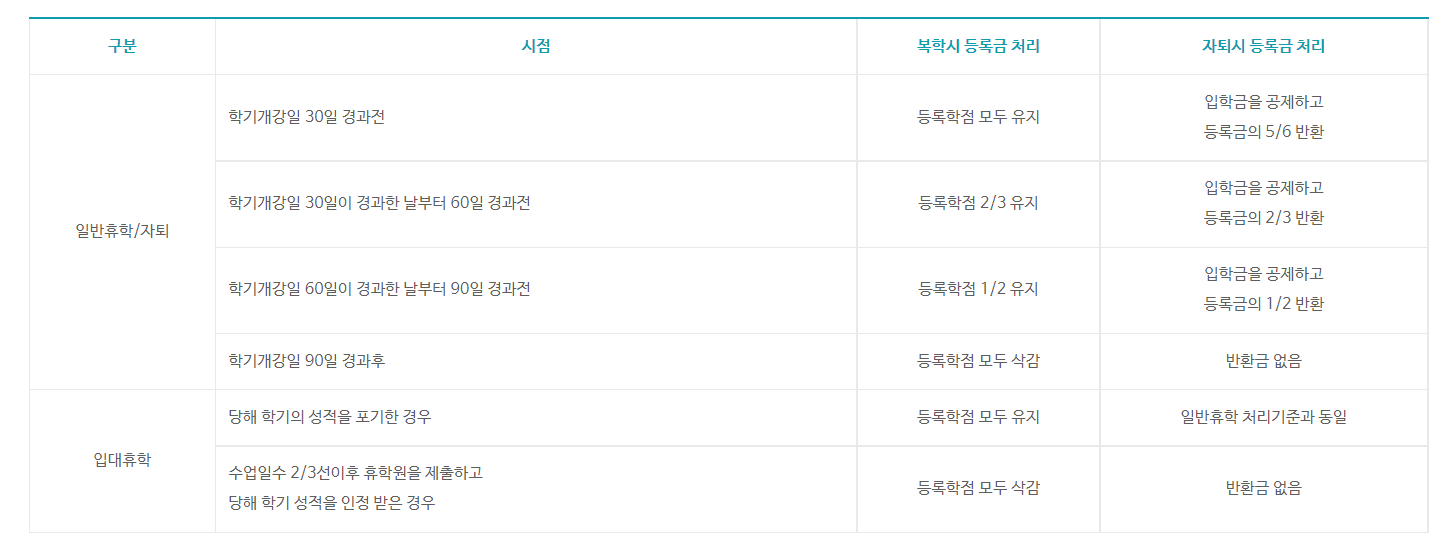 구분 시점 복학시 등록금 처리 자퇴시 등록금 처리
일반휴학/자퇴
학기개강일 30일 경과전
등록학점 모두 유지
입학금을 공제하고
등록금의 5/6 반환
학기개강일 30일이 경과한 날부터 60일 경과전
등록학점 2/3 유지
입학금을 공제하고
등록금의 2/3 반환
학기개강일 60일이 경과한 날부터 90일 경과전
등록학점 1/2 유지
입학금을 공제하고
등록금의 1/2 반환
학기개강일 90일 경과후
등록학점 모두 삭감
반환금 없음
입대휴학
당해 학기의 성적을 포기한 경우
등록학점 모두 유지
일반휴학 처리기준과 동일
수업일수 2/3선이후 휴학원을 제출하고
당해 학기 성적을 인정 받은 경우
등록학점 모두 삭감
반환금 없음